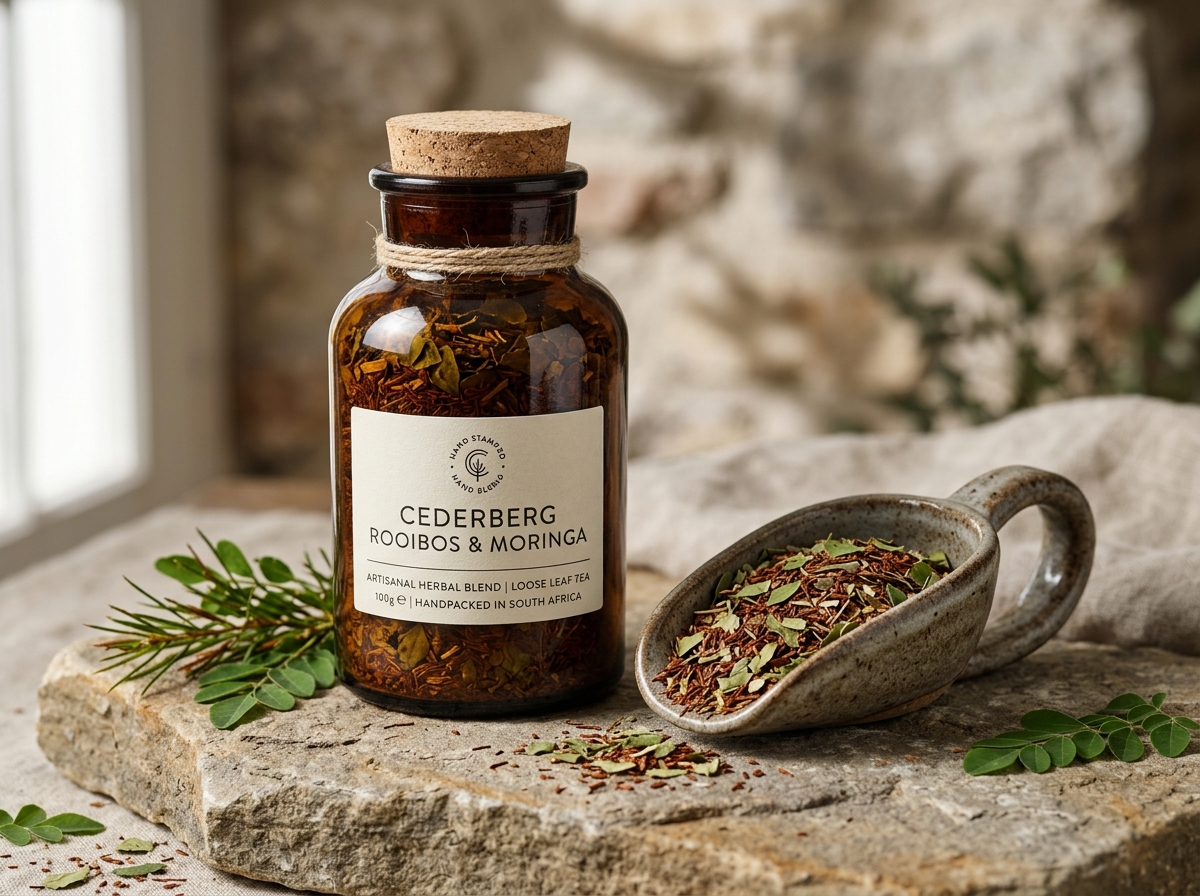 HAND STAMPED
HAND BLEND
CEDERBERG
ROOIBOS & MORINGA
ARTISANAL HERBAL BLEND | LOOSE LEAF TEA
100g ℮ | HANDPACKED IN SOUTH AFRICA